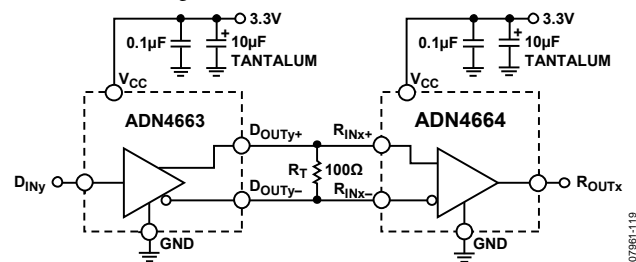 3.3V
0.1µF
+
10µF
TANTALUM
VCC
ADN4663
DINy
DOUTy+
DOUTy–
GND
RT
100Ω
RINx+
RINx–
3.3V
0.1µF
+
10µF
TANTALUM
VCC
ADN4664
ROUTx
GND
07961-119